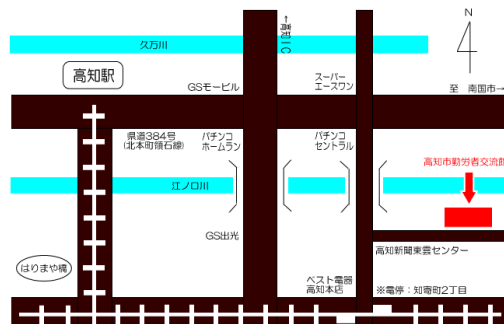 久万川
←高知IC
N
高知駅
GSモービル
スーパー
エースワン
至 南国市→
県道384号
(北本町領石線)
パチンコ
ホームラン
パチンコ
セントラル
高知市勤労者交流館
江ノ口川
GS出光
高知新聞東雲センター
はりまや橋
ベスト電器
高知本店
※電停：知寄町2丁目